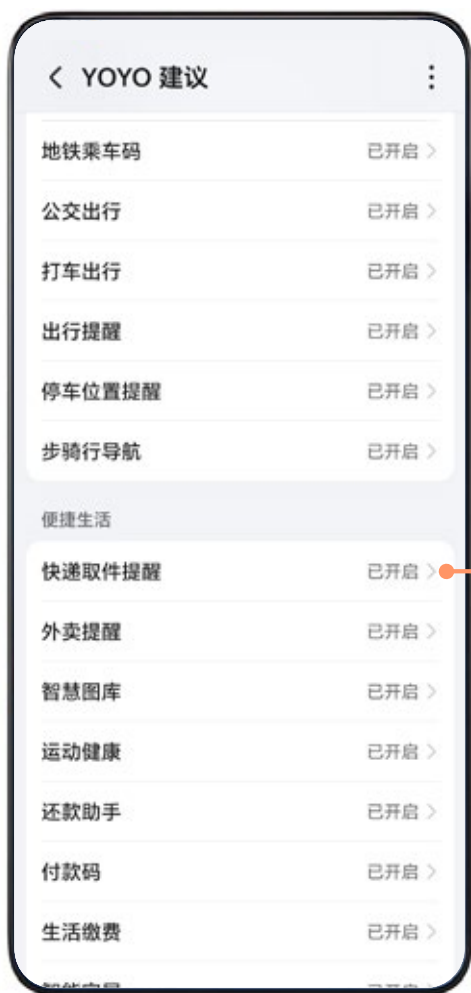 YOYO 建议
地铁乘车码 已开启
公交出行 已开启
打车出行 已开启
出行提醒 已开启
停车位置提醒 已开启
步骑行导航 已开启
便捷生活
快递取件提醒 已开启
外卖提醒 已开启
智慧图库 已开启
运动健康 已开启
还款助手 已开启
付款码 已开启
生活缴费 已开启